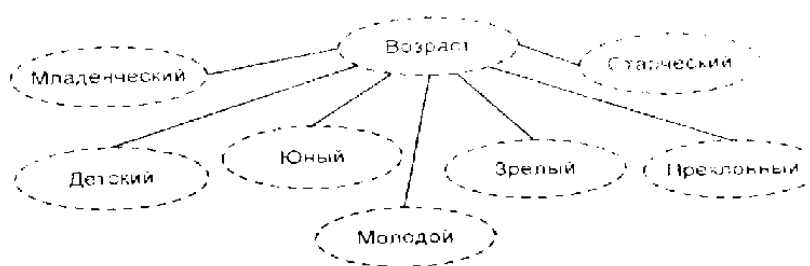 Возраст
Младенческий
Старческий
Детский
Юный
Зрелый
Преклонный
Молодой